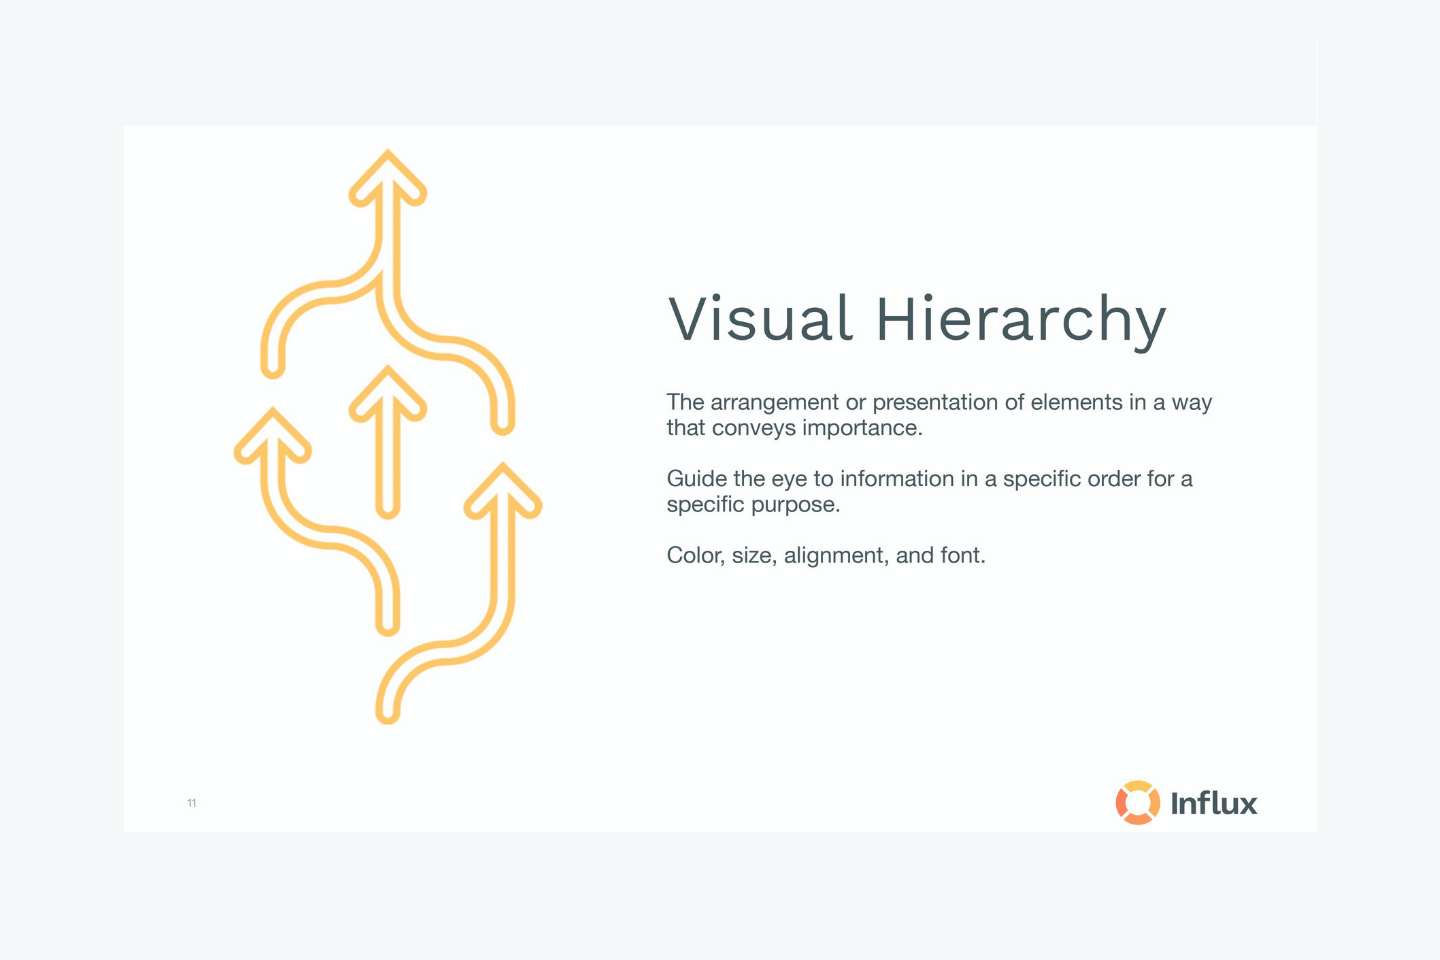 Visual Hierarchy
The arrangement or presentation of elements in a way
that conveys importance.
Guide the eye to information in a specific order for a
specific purpose.
Color, size, alignment, and font.
11
Influx